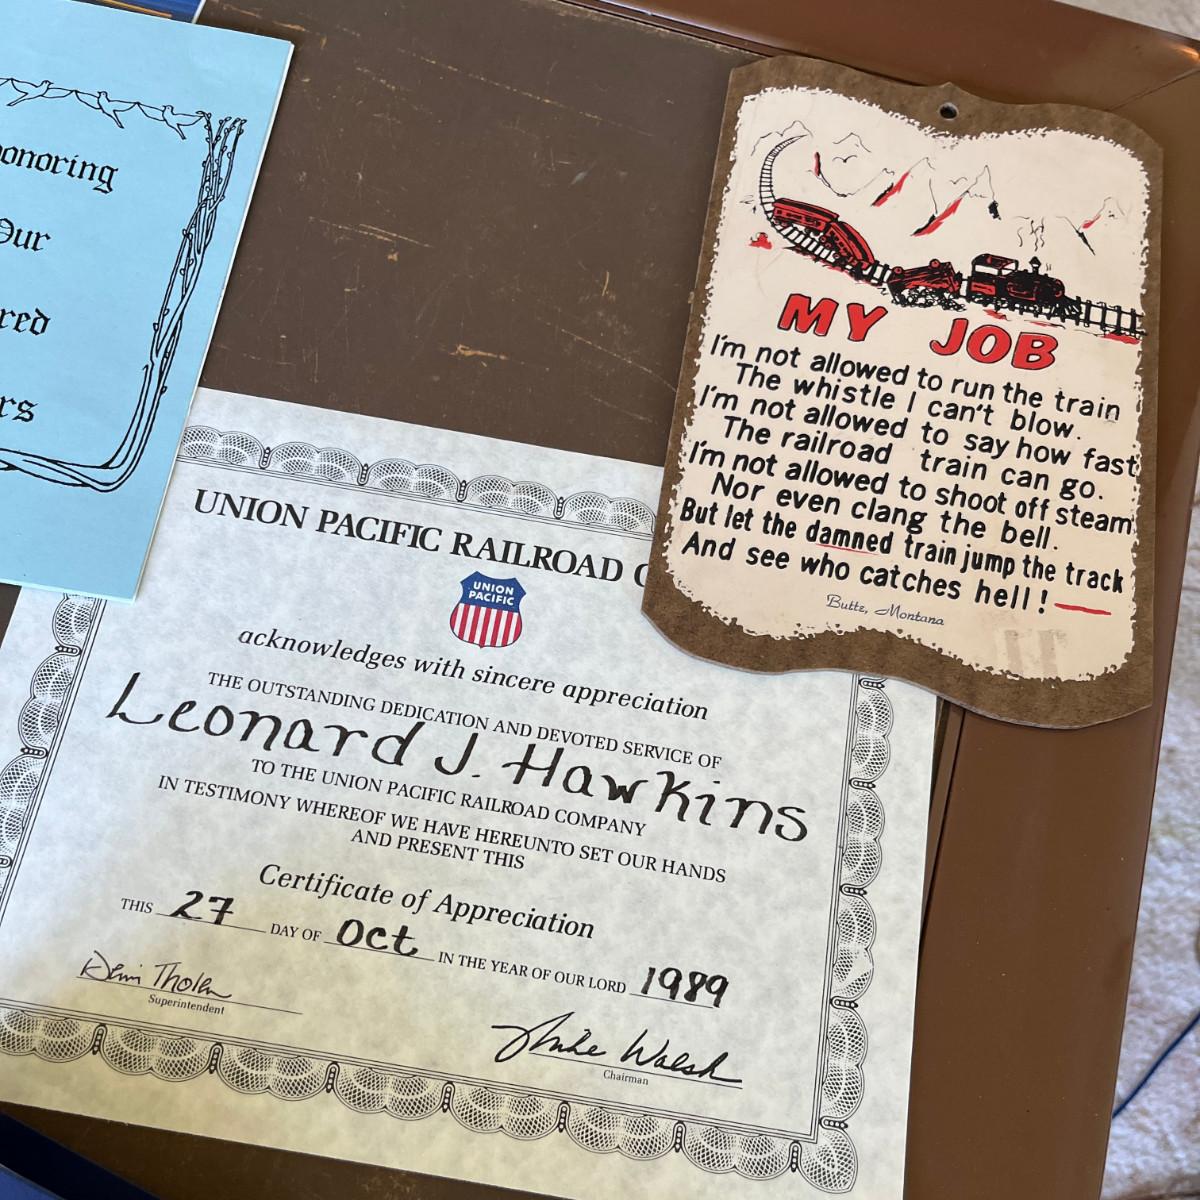 onoring
Our
red
rs
MY JOB
I'm not allowed to run the train
The whistle I can't blow.
I'm not allowed to say how fast
The railroad train can go.
I'm not allowed to shoot off steam
Nor even clang the bell.
But let the damned train jump the track
And see who catches hell!
Butte, Montana
UNION PACIFIC RAILROAD C
UNION
PACIFIC
acknowledges with sincere appreciation
THE OUTSTANDING DEDICATION AND DEVOTED SERVICE OF
Leonard J. Hawkins
TO THE UNION PACIFIC RAILROAD COMPANY
IN TESTIMONY WHEREOF WE HAVE HEREUNTO SET OUR HANDS
AND PRESENT THIS
Certificate of Appreciation
THIS 27 DAY OF Oct IN THE YEAR OF OUR LORD 1989
Superintendent
Mike Walsh
Chairman